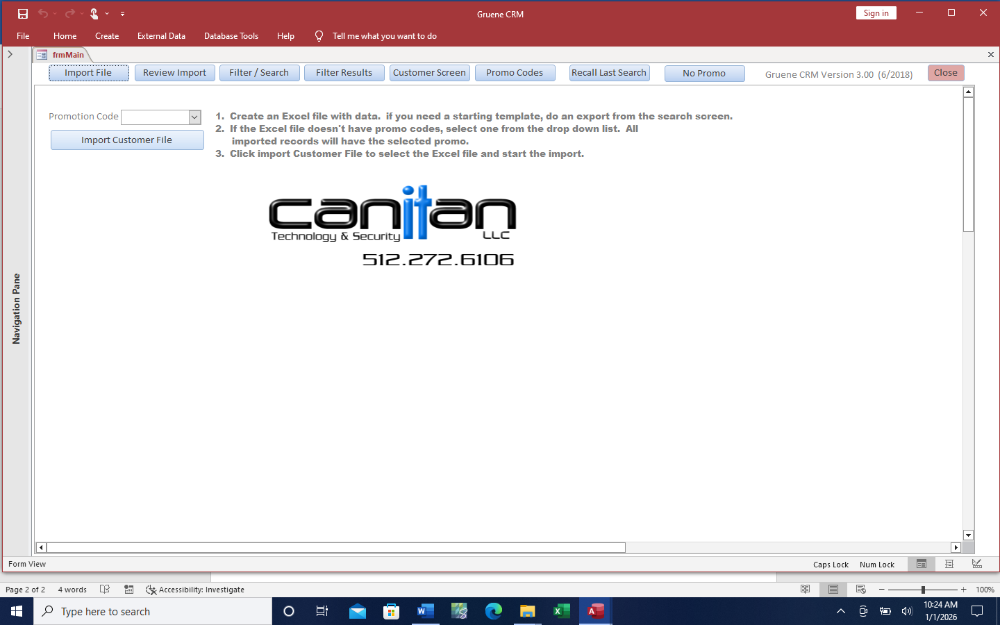 Gruene CRM
Sign in
File Home Create External Data Database Tools Help Tell me what you want to do
frmMain
Import File Review Import Filter / Search Filter Results Customer Screen Promo Codes Recall Last Search No Promo Gruene CRM Version 3.00 (6/2018) Close
Promotion Code
Import Customer File
1. Create an Excel file with data. if you need a starting template, do an export from the search screen.
2. If the Excel file doesn't have promo codes, select one from the drop down list. All
imported records will have the selected promo.
3. Click import Customer File to select the Excel file and start the import.
canitan
Technology & Security LLC
512.272.6106
Navigation Pane
Form View Caps Lock Num Lock
Page 2 of 2 4 words Accessibility: Investigate 100%
Type here to search
10:24 AM
1/1/2026